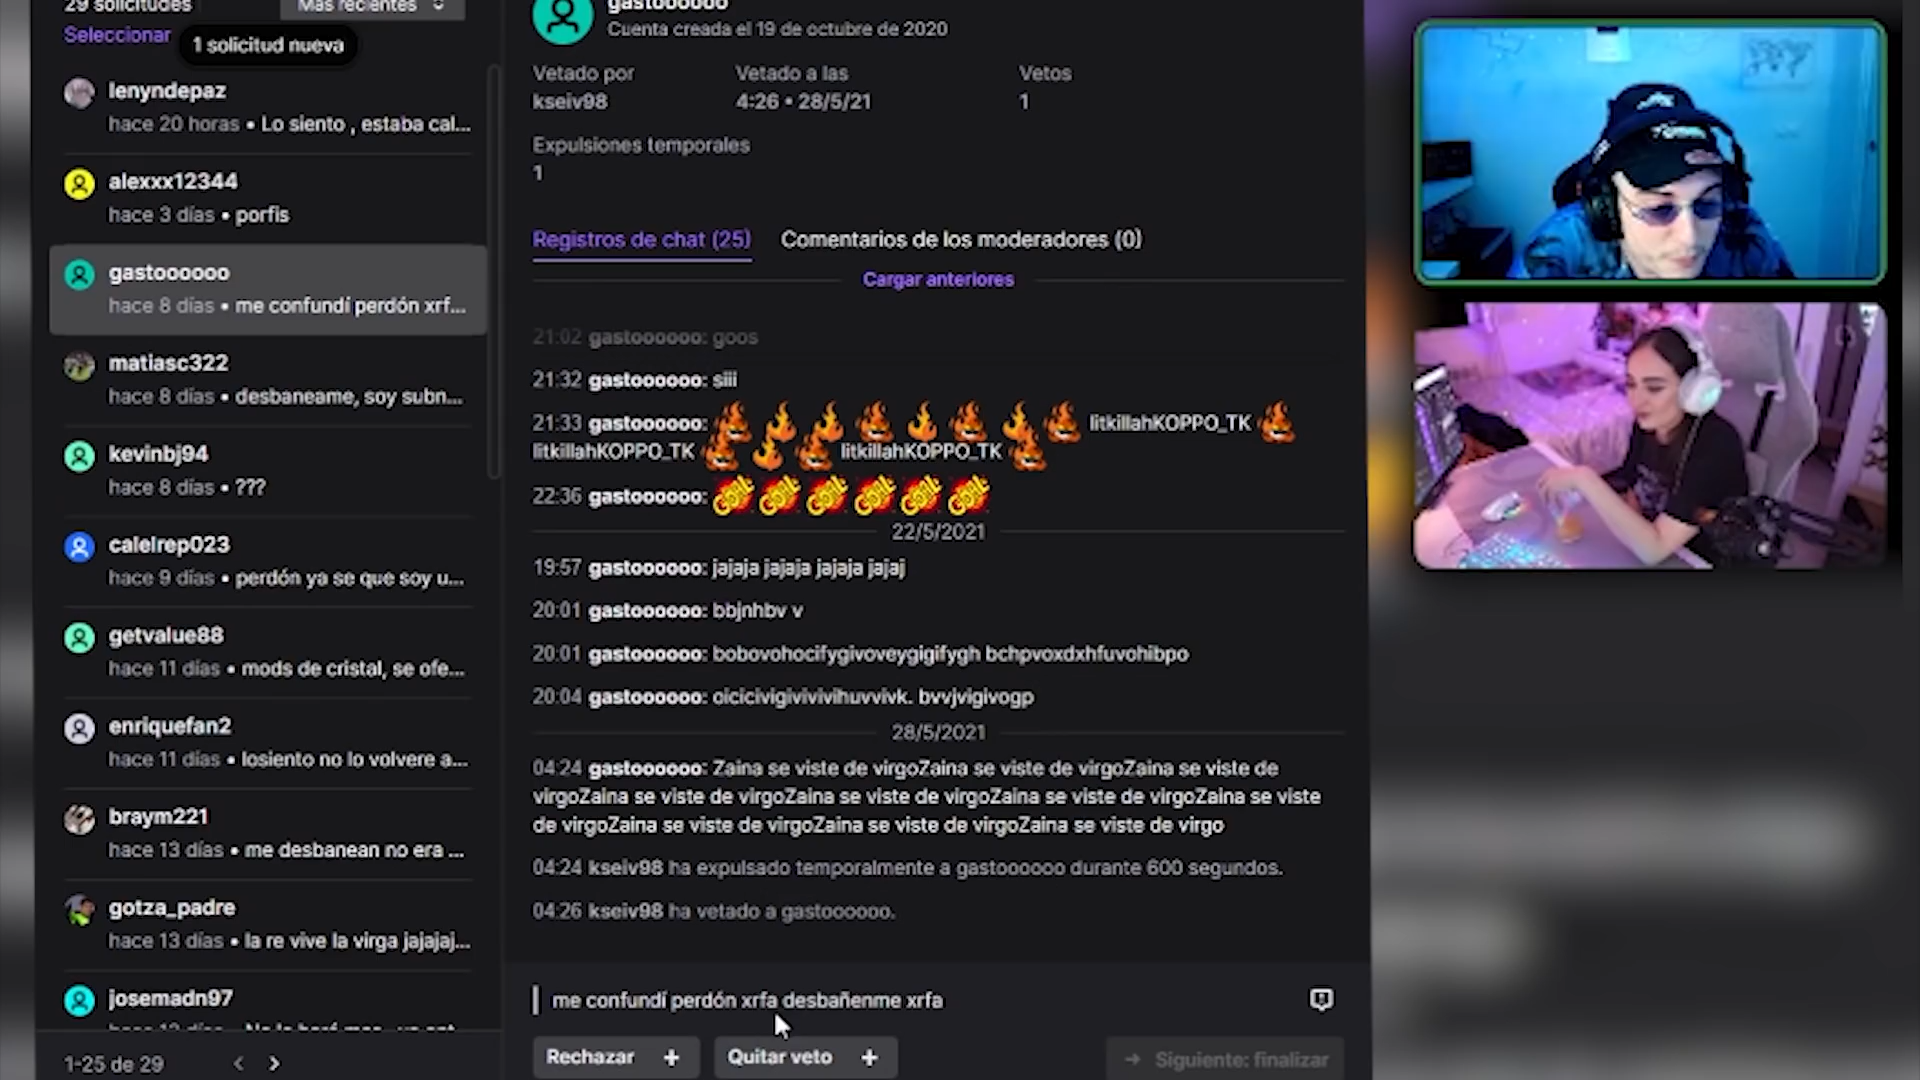 29 solicitudes
Más recientes
Seleccionar
1 solicitud nueva
lenyndepaz
hace 20 horas • Lo siento , estaba cal...
alexxx12344
hace 3 días • porfis
gastoooooo
hace 8 días • me confundí perdón xrf...
matiasc322
hace 8 días • desbaneame, soy subn...
kevinbj94
hace 8 días • ???
calelrep023
hace 9 días • perdón ya se que soy u...
getvalue88
hace 11 días • mods de cristal, se ofe...
enriquefan2
hace 11 días • losiento no lo volvere a...
braym221
hace 13 días • me desbanean no era ...
gotza_padre
hace 13 días • la re vive la virga jajajaj...
josemadn97
1-25 de 29
gastoooooo
Cuenta creada el 19 de octubre de 2020
Vetado por
kseiv98
Vetado a las
4:26 • 28/5/21
Vetos
1
Expulsiones temporales
1
Registros de chat (25)
Comentarios de los moderadores (0)
Cargar anteriores
21:02 gastoooooo: goos
21:32 gastoooooo: siii
21:33 gastoooooo: litkillahKOPPO_TK
litkillahKOPPO_TK litkillahKOPPO_TK
22:36 gastoooooo:
22/5/2021
19:57 gastoooooo: jajaja jajaja jajaja jajaj
20:01 gastoooooo: bbjnhbv v
20:01 gastoooooo: bobovohocifygivoveygigifygh bchpvoxdxhfuvohibpo
20:04 gastoooooo: oicicivigivivivihuvvivk. bvvjvigivogp
28/5/2021
04:24 gastoooooo: Zaina se viste de virgoZaina se viste de virgoZaina se viste de
virgoZaina se viste de virgoZaina se viste de virgoZaina se viste de virgoZaina se viste
de virgoZaina se viste de virgoZaina se viste de virgoZaina se viste de virgo
04:24 kseiv98 ha expulsado temporalmente a gastoooooo durante 600 segundos.
04:26 kseiv98 ha vetado a gastoooooo.
me confundí perdón xrfa desbañenme xrfa
Rechazar +
Quitar veto +
→ Siguiente: finalizar